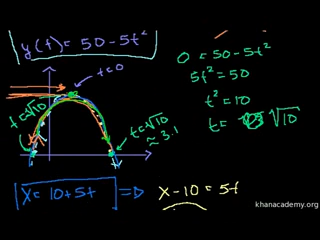 y(t) = 50 - 5t²
t=0
t=-√10
t=√10
≈ 3.1
x = 10 + 5t
=> x - 10 = 5t
0 = 50 - 5t²
5t² = 50
t² = 10
t = √10
khanacademy.org